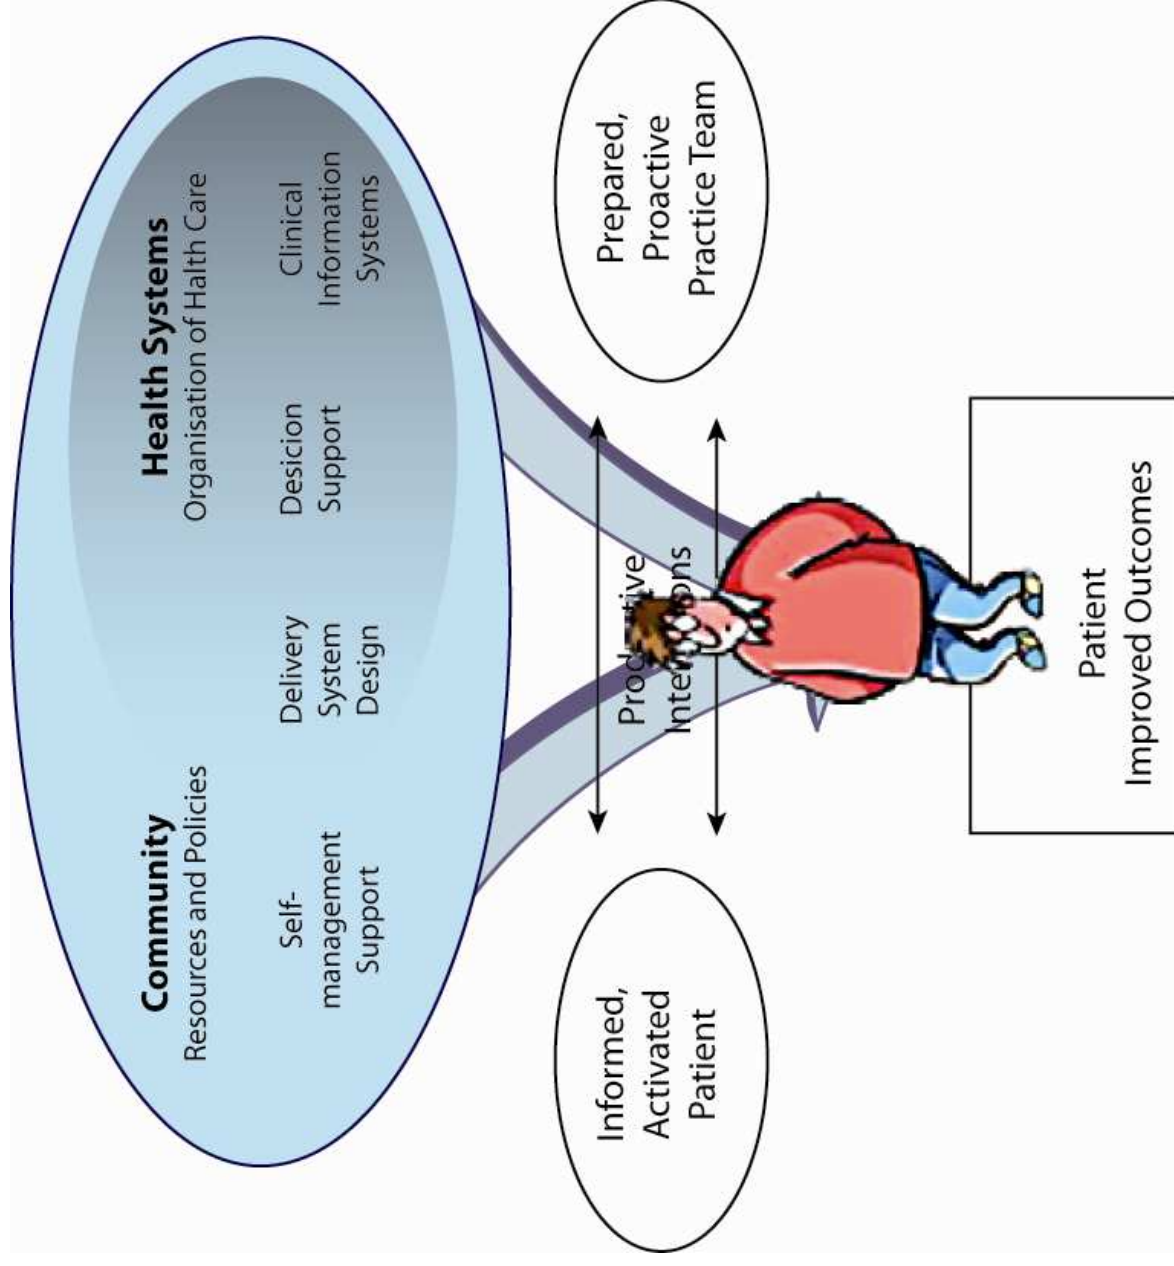 Community
Resources and Policies
Health Systems
Organisation of Halth Care
Self-
management
Support
Delivery
System
Design
Desicion
Support
Clinical
Information
Systems
Informed,
Activated
Patient
Prepared,
Proactive
Practice Team
Patient
Improved Outcomes